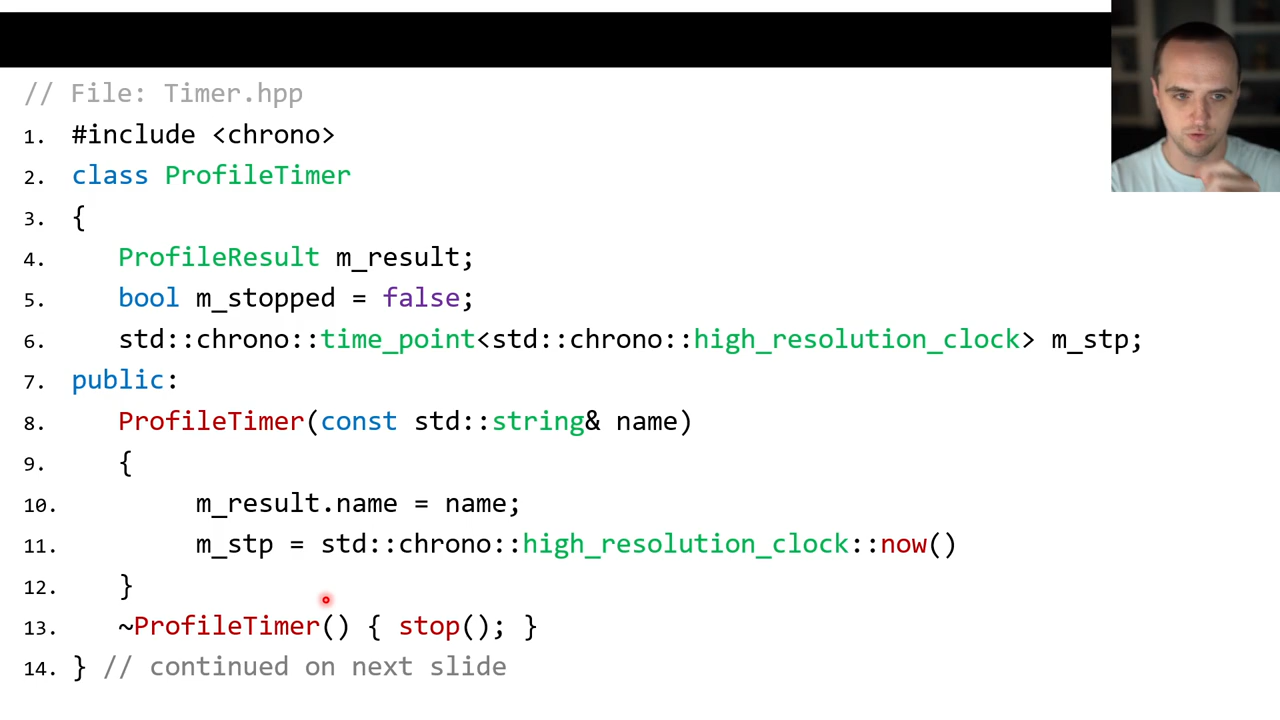 // File: Timer.hpp
1. #include <chrono>
2. class ProfileTimer
3. {
4. ProfileResult m_result;
5. bool m_stopped = false;
6. std::chrono::time_point<std::chrono::high_resolution_clock> m_stp;
7. public:
8. ProfileTimer(const std::string& name)
9. {
10. m_result.name = name;
11. m_stp = std::chrono::high_resolution_clock::now()
12. }
13. ~ProfileTimer() { stop(); }
14. } // continued on next slide